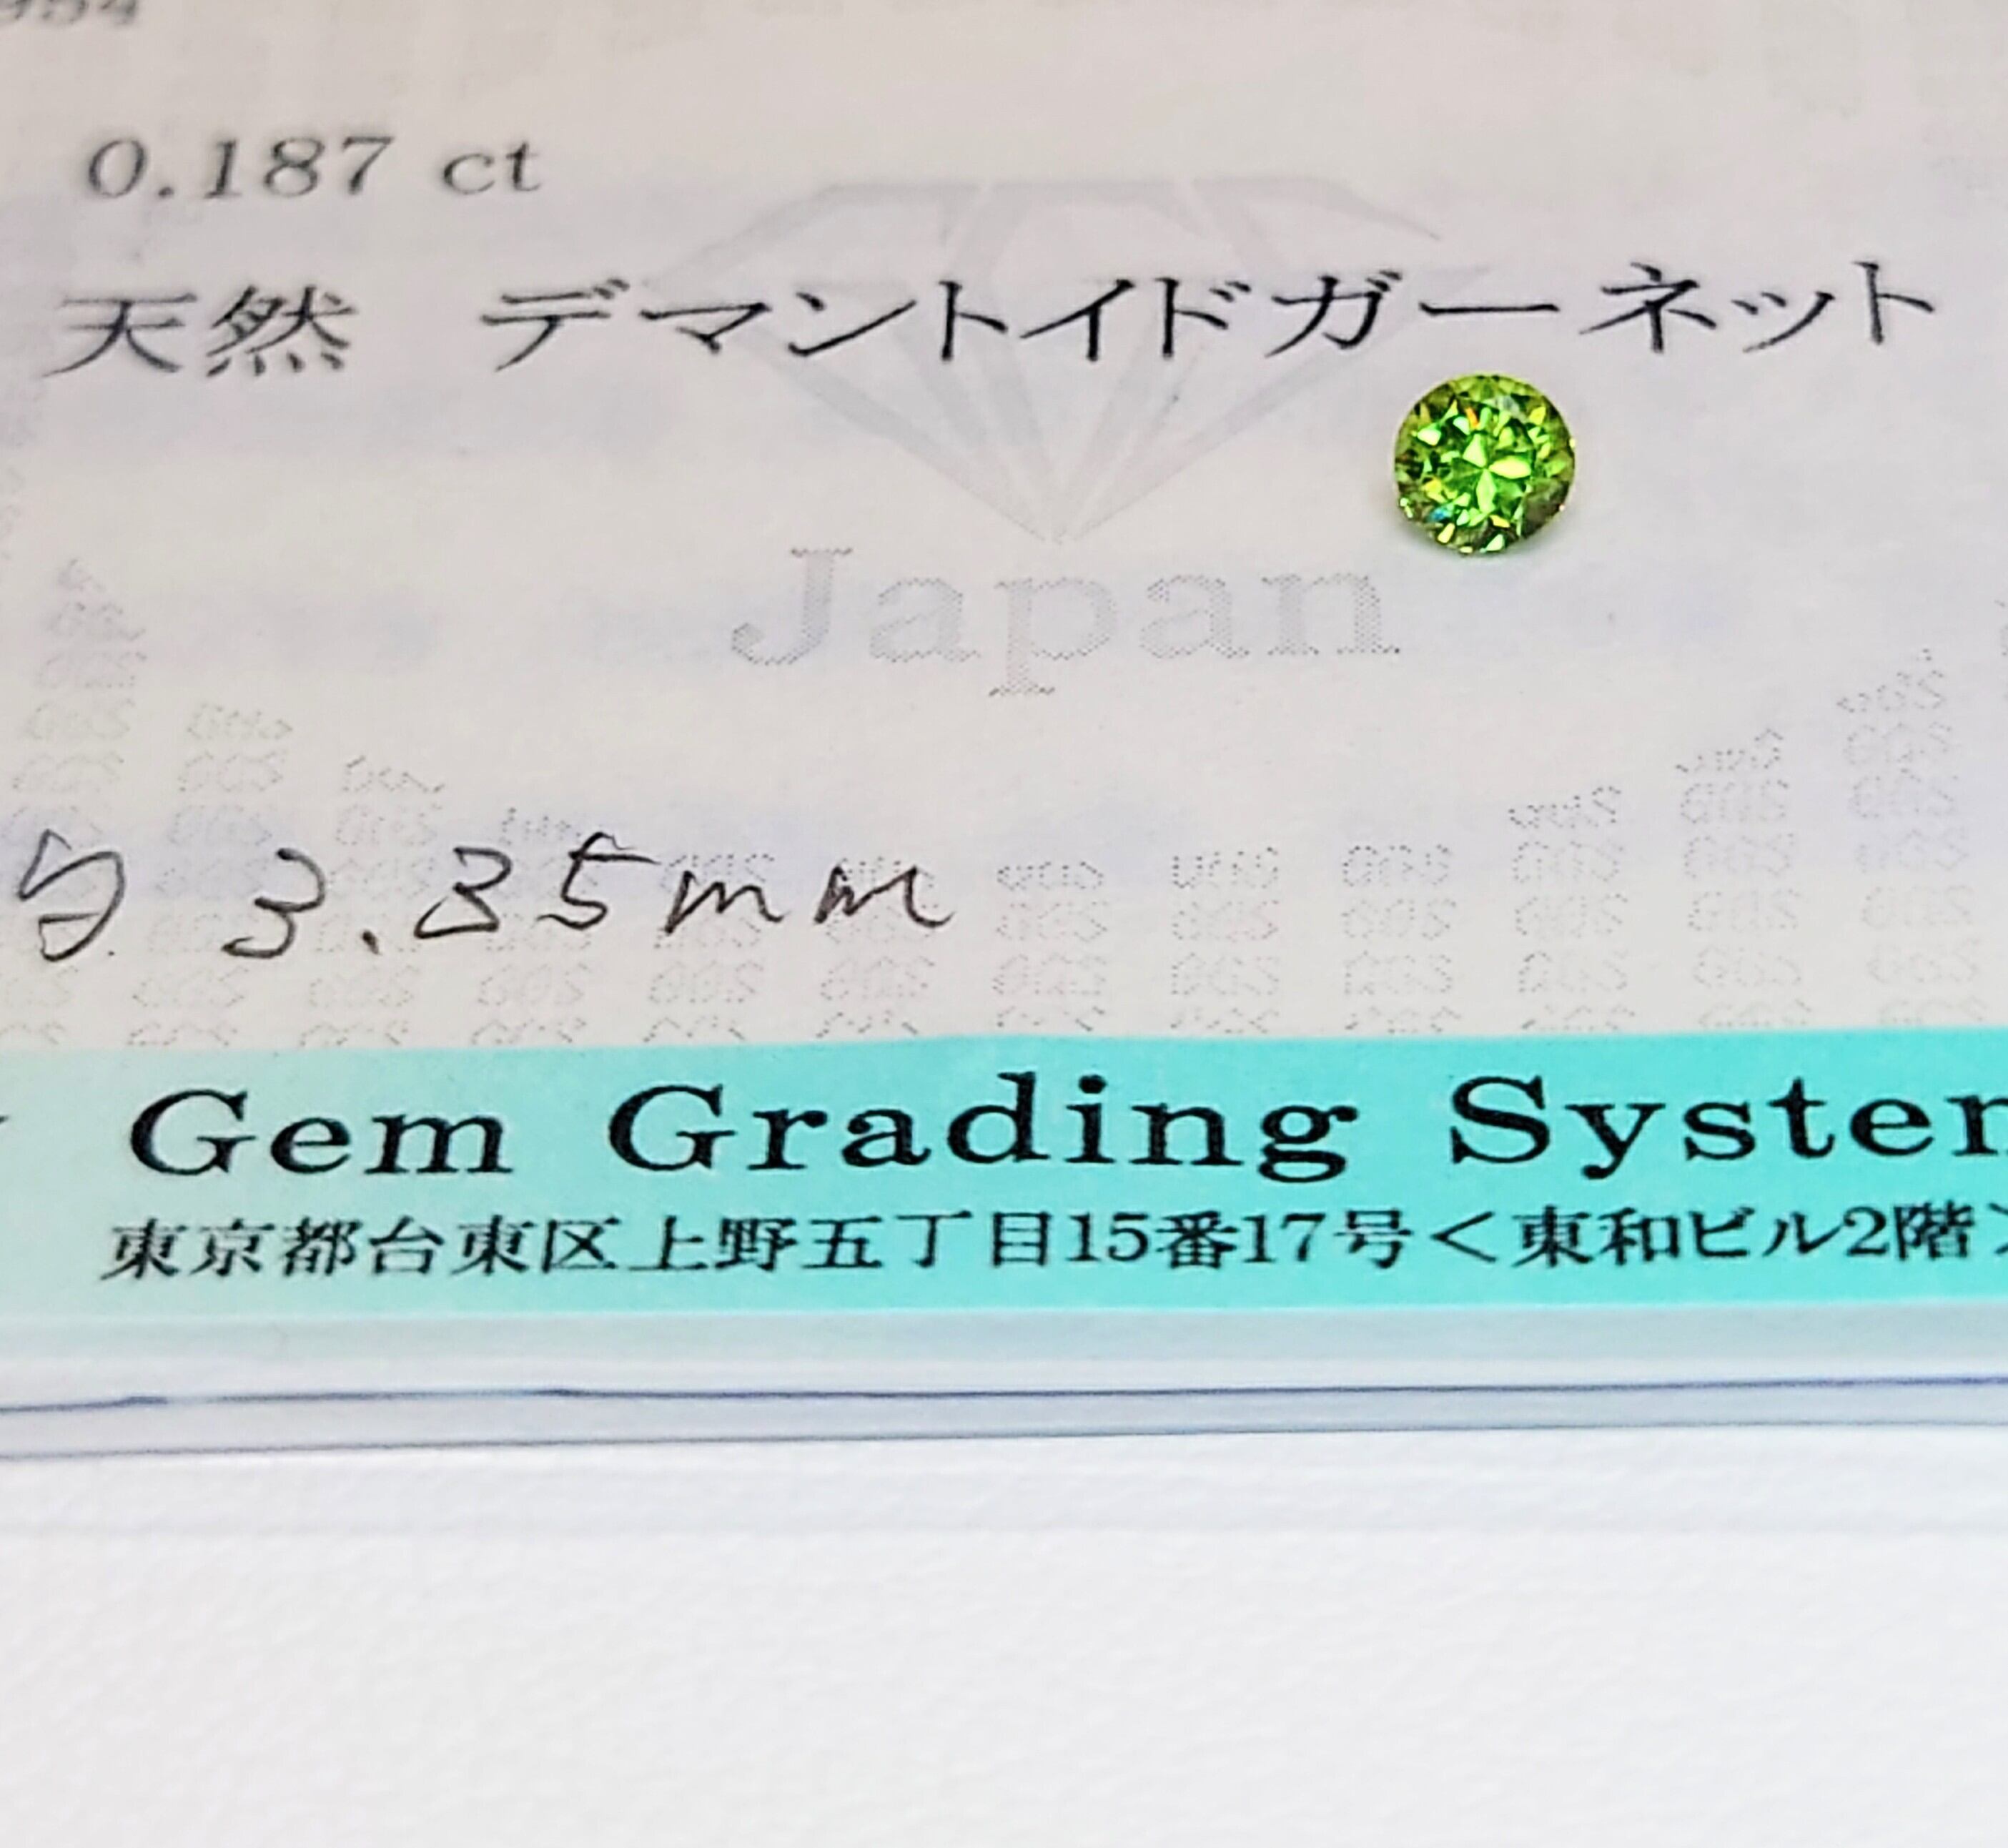 0.187 ct
天然 デマントイドガーネット
Japan
約 3.35mm
Gem Grading System
東京都台東区上野五丁目15番17号<東和ビル2階>